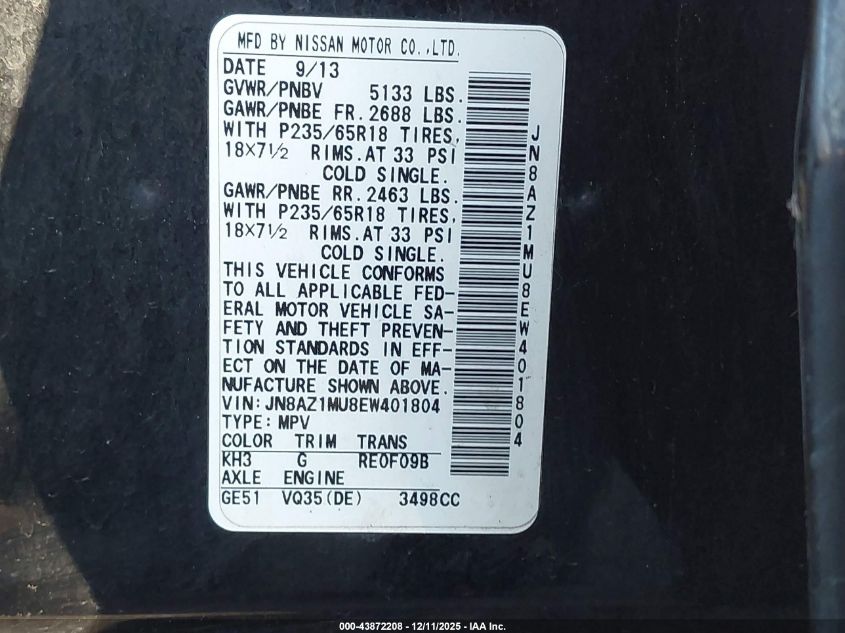 MFD BY NISSAN MOTOR CO.,LTD.
DATE 9/13
GVWR/PNBV 5133 LBS.
GAWR/PNBE FR.2688 LBS.
WITH P235/65R18 TIRES,
18×7½ RIMS.AT 33 PSI
COLD SINGLE.
GAWR/PNBE RR.2463 LBS.
WITH P235/65R18 TIRES,
18×7½ RIMS.AT 33 PSI
COLD SINGLE.
THIS VEHICLE CONFORMS
TO ALL APPLICABLE FED-
ERAL MOTOR VEHICLE SA-
FETY AND THEFT PREVEN-
TION STANDARDS IN EFF-
ECT ON THE DATE OF MA-
NUFACTURE SHOWN ABOVE.
VIN:JN8AZ1MU8EW401804
TYPE:MPV
COLOR TRIM TRANS
KH3 G RE0F09B
AXLE ENGINE
GE51 VQ35(DE) 3498CC
JN8AZ1MU8EW401804
000-43872208 - 12/11/2025 - IAA Inc.